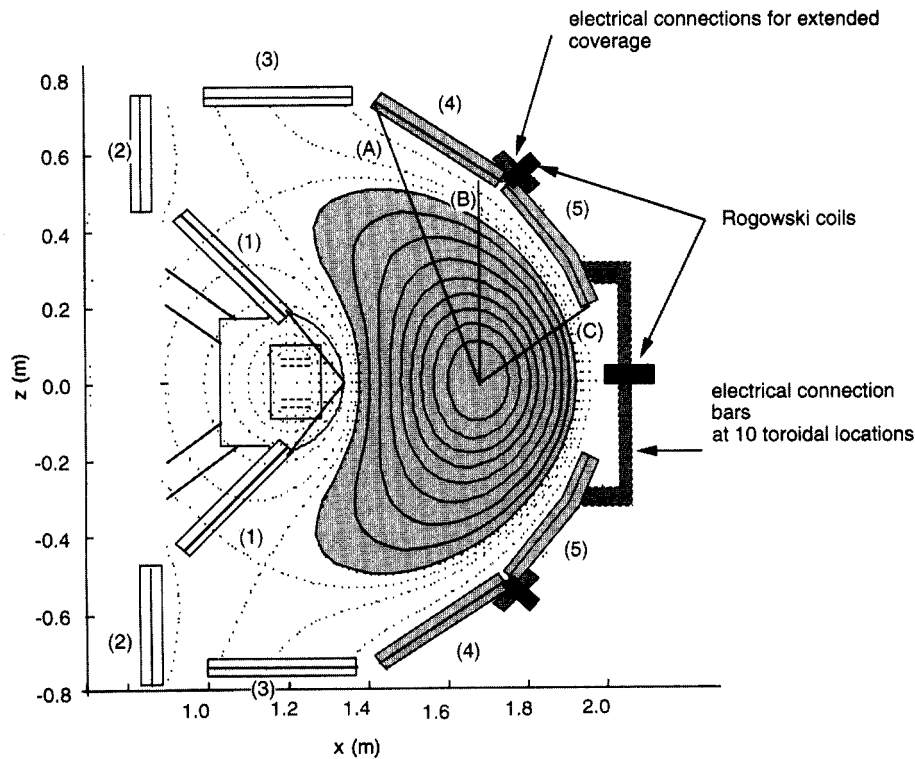 electrical connections for extended
coverage
(3)
0.8
(4)
(2)
(A)
0.6
(B)
(5)
0.4
(1)
Rogowski coils
0.2
(C)
z (m)
0.0
electrical connection
bars
at 10 toroidal locations
-0.2
-0.4
(1)
(5)
-0.6
(2)
(4)
(3)
-0.8
1.0
1.2
1.4
1.6
1.8
2.0
x (m)